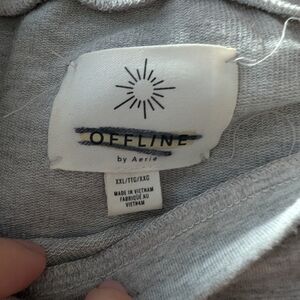 OFFLINE
by Aerie
XXL/TTG/XXG
MADE IN VIETNAM
FABRIQUÉ AU
VIETNAM